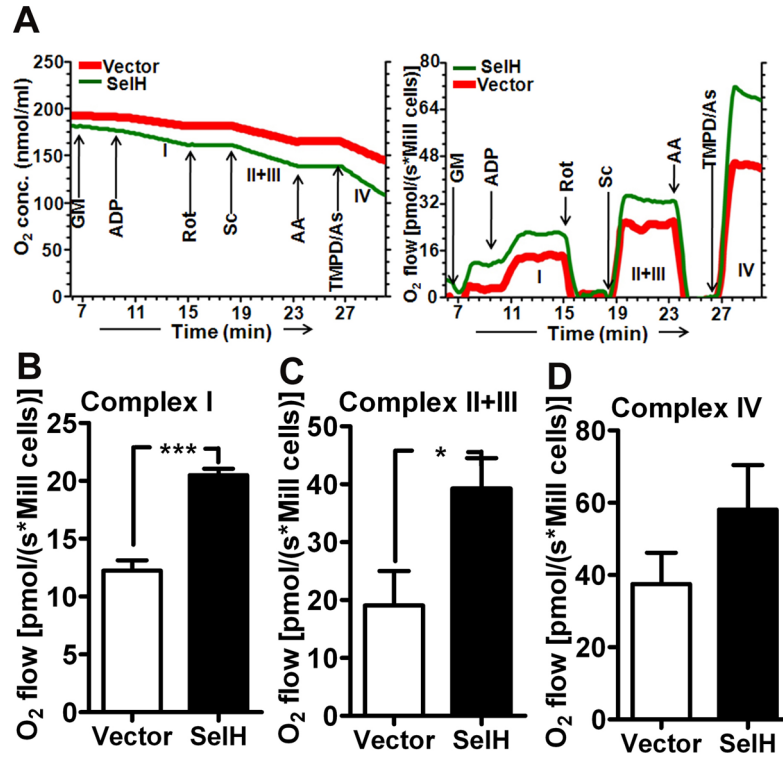 A
O₂ conc. (nmol/ml)
250
200
150
100
50
0
Vector
SelH
GM
ADP
I
Rot
Sc
II+III
AA
TMPD/As
IV
7 11 15 19 23 27
Time (min)
O₂ flow [pmol/(s*Mill cells)]
80
64
48
32
16
0
SelH
Vector
GM
ADP
I
Rot
Sc
II+III
AA
TMPD/As
IV
7 11 15 19 23 27
Time (min)
B
Complex I
O₂ flow [pmol/(s*Mill cells)]
25
20
15
10
5
0
***
Vector SelH
C
Complex II+III
O₂ flow [pmol/(s*Mill cells)]
50
40
30
20
10
0
*
Vector SelH
D
Complex IV
O₂ flow [pmol/(s*Mill cells)]
80
60
40
20
0
Vector SelH